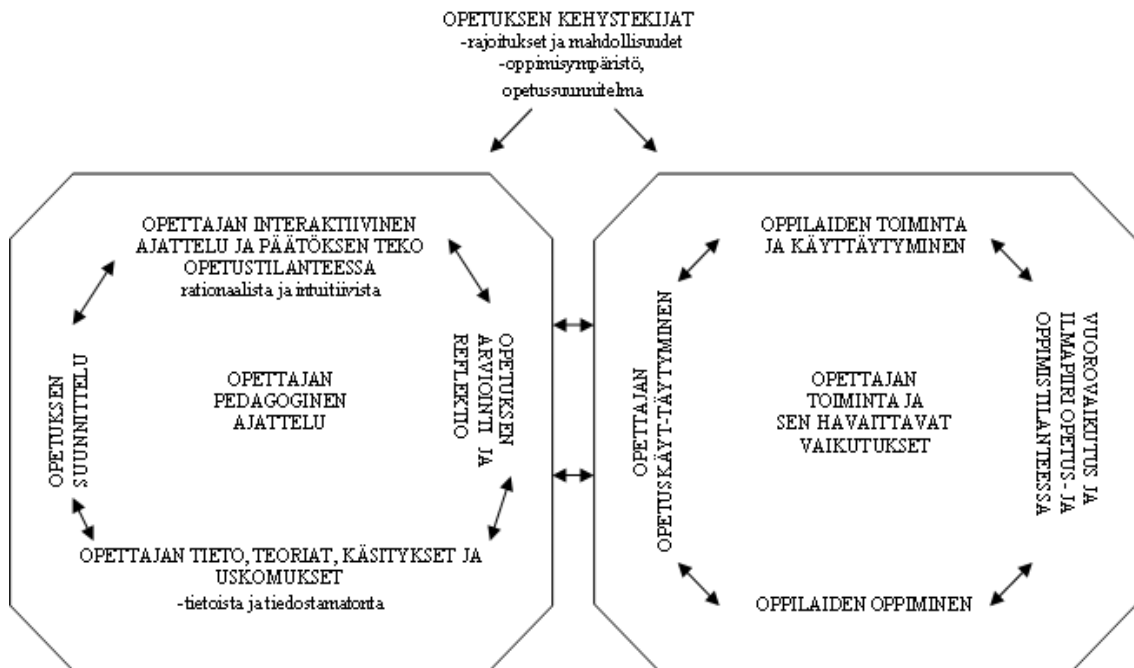 OPETUKSEN KEHYSTEKIJAT
-rajoitukset ja mahdollisuudet
-oppimisympäristö,
opetussuunnitelma
OPETTAJAN INTERAKTIIVINEN
AJATTELU JA PÄÄTÖKSEN TEKO
OPETUSTILANTEESSA
rationaalista ja intuitiivista
OPETUKSEN
SUUNNITTELU
OPETTAJAN
PEDAGOGINEN
AJATTELU
OPETUKSEN
ARVIOINTI JA
REFLEKTIO
OPETTAJAN TIETO, TEORIAT, KÄSITYKSET JA
USKOMUKSET
-tietoista ja tiedostamatonta
OPPILAIDEN TOIMINTA
JA KÄYTTÄYTYMINEN
OPETTAJAN
OPETUSKÄYT-TÄYTYMINEN
OPETTAJAN
TOIMINTA JA
SEN HAVAITTAVAT
VAIKUTUKSET
VUOROVAIKUTUS JA
ILMAPIIRI OPETUS- JA
OPPIMISTILANTEESSA
OPPILAIDEN OPPIMINEN